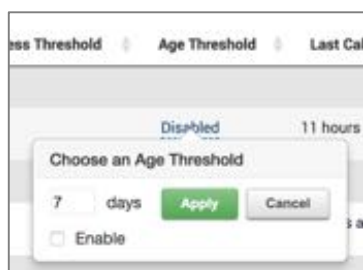 ess Threshold Age Threshold Last Cal
Disabled 11 hours
Choose an Age Threshold
7 days Apply Cancel
Enable
s a